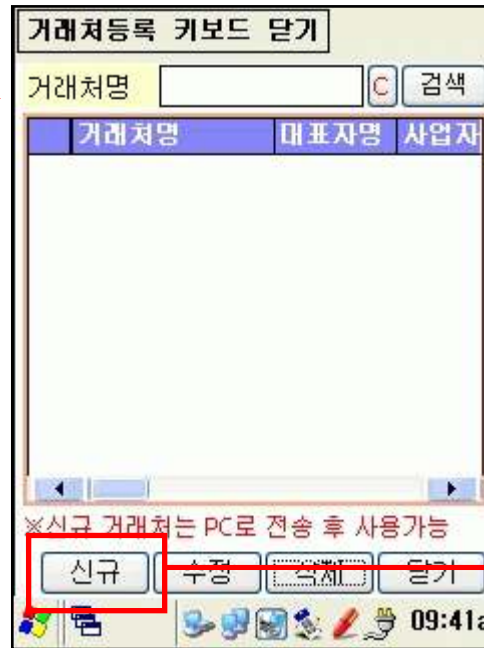 거래처등록 키보드 닫기
거래처명 C 검색
거래처명 대표자명 사업자
※신규 거래처는 PC로 전송 후 사용가능
신규 수정 삭제 닫기
09:41a